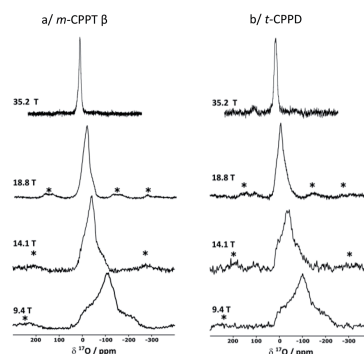 a/ m-CPPT β
b/ t-CPPD
35.2 T
35.2 T
18.8 T
* * *
18.8 T
* * *
14.1 T
* *
14.1 T
* *
9.4 T
*
9.4 T
*
200 100 0 -100 -200 -300
200 100 0 -100 -200 -300
δ ¹⁷O / ppm
δ ¹⁷O / ppm